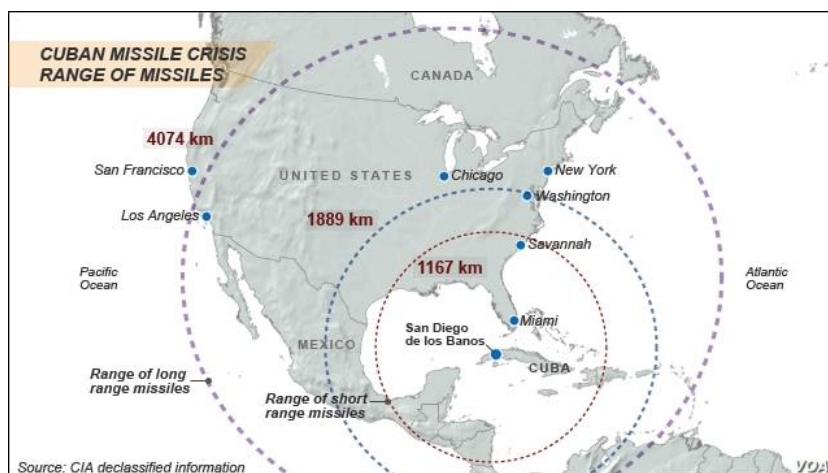 CUBAN MISSILE CRISIS
RANGE OF MISSILES
CANADA
4074 km
San Francisco
UNITED STATES
Chicago
New York
Washington
Los Angeles
1889 km
Savannah
1167 km
Pacific
Ocean
Atlantic
Ocean
Miami
San Diego
de los Banos
MEXICO
CUBA
Range of long
range missiles
Range of short
range missiles
Source: CIA declassified information
VOA